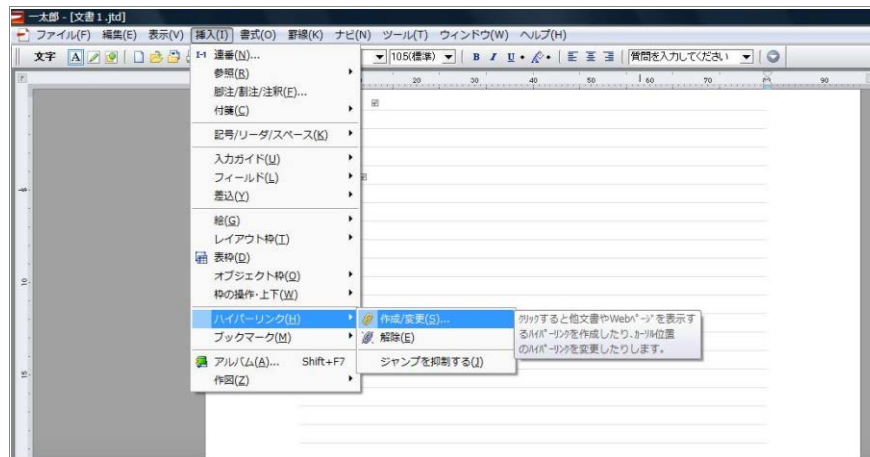 一太郎 - [文書1.jtd]
ファイル(F) 編集(E) 表示(V) 挿入(I) 書式(O) 罫線(K) ナビ(N) ツール(T) ウィンドウ(W) ヘルプ(H)
文字 A 105(標準) B I U 質問を入力してください
連番(N)...
参照(R)
脚注/割注/注釈(F)...
付箋(C)
記号/リーダ/スペース(K)
入力ガイド(U)
フィールド(L)
差込(Y)
絵(G)
レイアウト枠(T)
表枠(D)
オブジェクト枠(O)
枠の操作・上下(W)
ハイパーリンク(H)
ブックマーク(M)
アルバム(A)... Shift+F7
作図(Z)
作成/変更(S)...
解除(E)
ジャンプを抑制する(J)
クリックすると他文書やWebページを表示す
るハイパーリンクを作成したり、カーソル位置
のハイパーリンクを変更したりします。
20 30 40 50 60 70 90
5
10
15